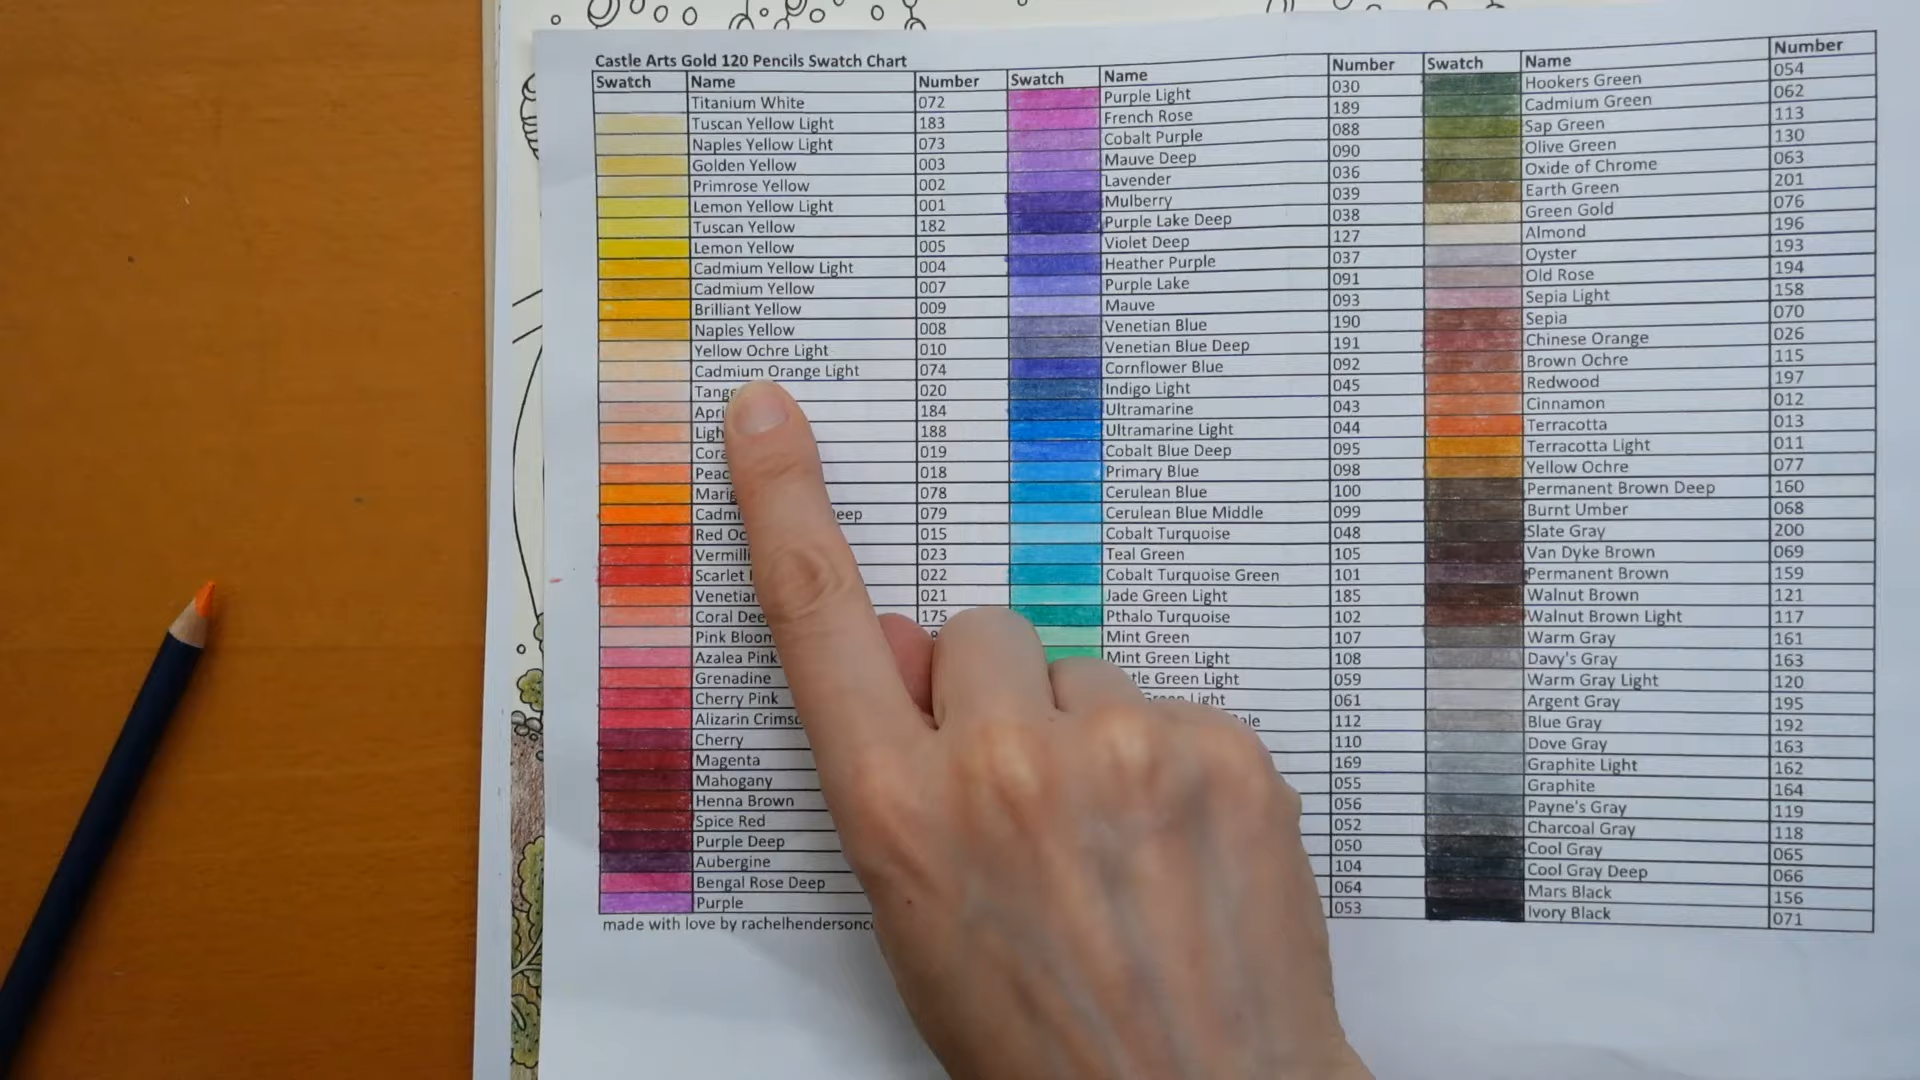 Castle Arts Gold 120 Pencils Swatch Chart
Swatch Name Number Swatch Name Number Swatch Name Number
Titanium White 072 Purple Light 030 Hookers Green 054
Tuscan Yellow Light 183 French Rose 189 Cadmium Green 062
Naples Yellow Light 073 Cobalt Purple 088 Sap Green 113
Golden Yellow 003 Mauve Deep 090 Olive Green 130
Primrose Yellow 002 Lavender 036 Oxide of Chrome 063
Lemon Yellow Light 001 Mulberry 039 Earth Green 201
Tuscan Yellow 182 Purple Lake Deep 038 Green Gold 076
Lemon Yellow 005 Violet Deep 127 Almond 196
Cadmium Yellow Light 004 Heather Purple 037 Oyster 193
Cadmium Yellow 007 Purple Lake 091 Old Rose 194
Brilliant Yellow 009 Mauve 093 Sepia Light 158
Naples Yellow 008 Venetian Blue 190 Sepia 070
Yellow Ochre Light 010 Venetian Blue Deep 191 Chinese Orange 026
Cadmium Orange Light 074 Cornflower Blue 092 Brown Ochre 115
020 Indigo Light 045 Redwood 197
184 Ultramarine 043 Cinnamon 012
188 Ultramarine Light 044 Terracotta 013
019 Cobalt Blue Deep 095 Terracotta Light 011
018 Primary Blue 098 Yellow Ochre 077
078 Cerulean Blue 100 Permanent Brown Deep 160
079 Cerulean Blue Middle 099 Burnt Umber 068
Red 015 Cobalt Turquoise 048 Slate Gray 200
023 Teal Green 105 Van Dyke Brown 069
Scarlet 022 Cobalt Turquoise Green 101 Permanent Brown 159
021 Jade Green Light 185 Walnut Brown 121
Coral 175 Pthalo Turquoise 102 Walnut Brown Light 117
Pink Bloom Mint Green 107 Warm Gray 161
Azalea Pink Mint Green Light 108 Davy's Gray 163
Grenadine Green Light 059 Warm Gray Light 120
Cherry Pink Light 061 Argent Gray 195
Alizarin 112 Blue Gray 192
Cherry 110 Dove Gray 163
Magenta 169 Graphite Light 162
Mahogany 055 Graphite 164
Henna Brown 056 Payne's Gray 119
Spice Red 052 Charcoal Gray 118
Purple Deep 050 Cool Gray 065
Aubergine 104 Cool Gray Deep 066
Bengal Rose Deep 064 Mars Black 156
Purple 053 Ivory Black 071
made with love by